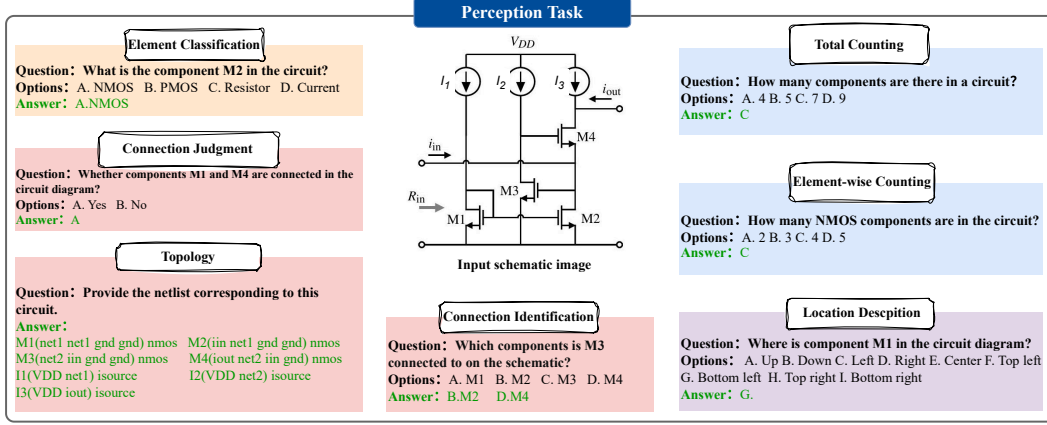 Perception Task
Element Classification
Question：What is the component M2 in the circuit?
Options：A. NMOS B. PMOS C. Resistor D. Current
Answer：A.NMOS
Connection Judgment
Question：Whether components M1 and M4 are connected in the
circuit diagram?
Options：A. Yes B. No
Answer：A
Topology
Question：Provide the netlist corresponding to this
circuit.
Answer：
M1(net1 net1 gnd gnd) nmos M2(iin net1 gnd gnd) nmos
M3(net2 iin gnd gnd) nmos M4(iout net2 iin gnd) nmos
I1(VDD net1) isource I2(VDD net2) isource
I3(VDD iout) isource
VDD
I1 I2 I3
iout
M4
iin
M3
Rin
M1 M2
Input schematic image
Connection Identification
Question：Which components is M3
connected to on the schematic?
Options：A. M1 B. M2 C. M3 D. M4
Answer：B.M2 D.M4
Total Counting
Question：How many components are there in a circuit?
Options：A. 4 B. 5 C. 7 D. 9
Answer：C
Element-wise Counting
Question：How many NMOS components are in the circuit?
Options：A. 2 B. 3 C. 4 D. 5
Answer：C
Location Descpition
Question：Where is component M1 in the circuit diagram?
Options：A. Up B. Down C. Left D. Right E. Center F. Top left
G. Bottom left H. Top right I. Bottom right
Answer：G.